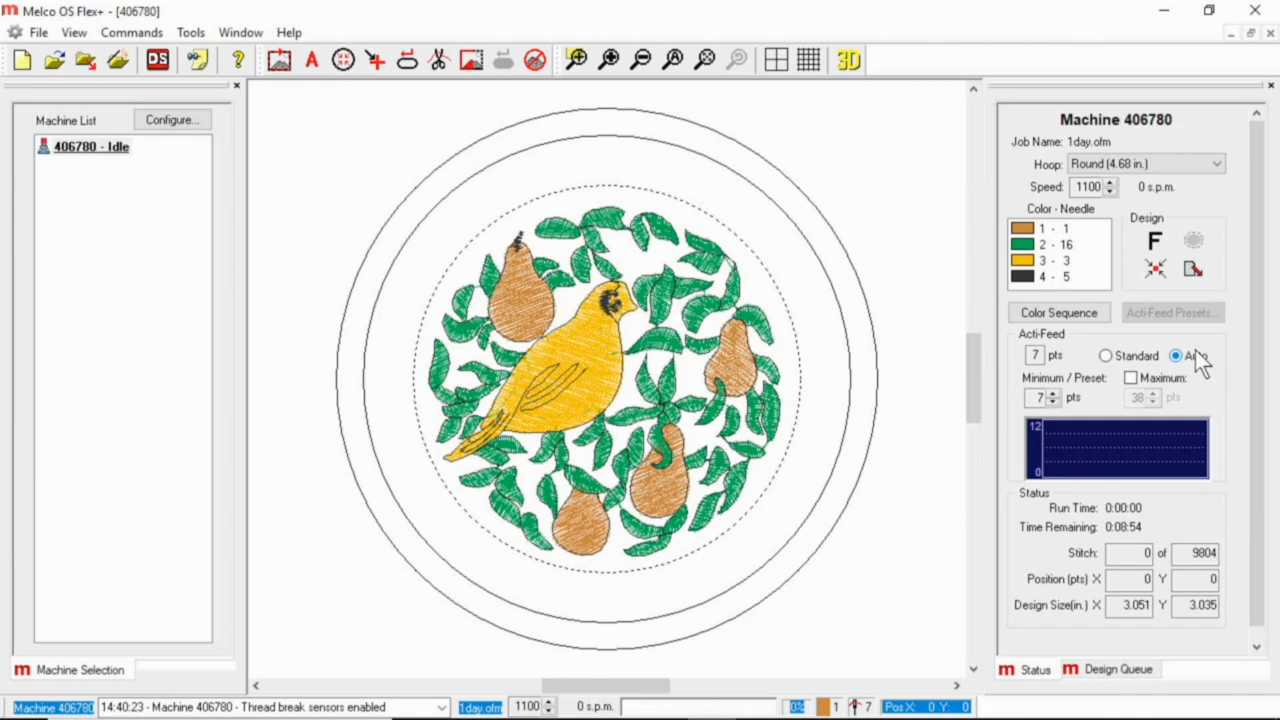 Melco OS Flex+ - [406780]
File View Commands Tools Window Help
DS A ? 3D
Machine List Configure...
406780 - Idle
Machine Selection
Machine 406780
Job Name: 1day.ofm
Hoop: Round (4.68 in.)
Speed: 1100 0 s.p.m.
Color - Needle
1 - 1
2 - 16
3 - 3
4 - 5
Design
F
Color Sequence Acti-Feed Presets...
Acti-Feed
7 pts Standard
Minimum / Preset: Maximum:
7 pts 38 pts
12
0
Status
Run Time: 0:00:00
Time Remaining: 0:08:54
Stitch: 0 of 9804
Position (pts) X 0 Y 0
Design Size(in.) X 3.051 Y 3.035
Status Design Queue
Machine 406780 14:40:23 - Machine 406780 - Thread break sensors enabled 1day.ofm 1100 0 s.p.m. 0% 1 7 Pos X: 0 Y: 0